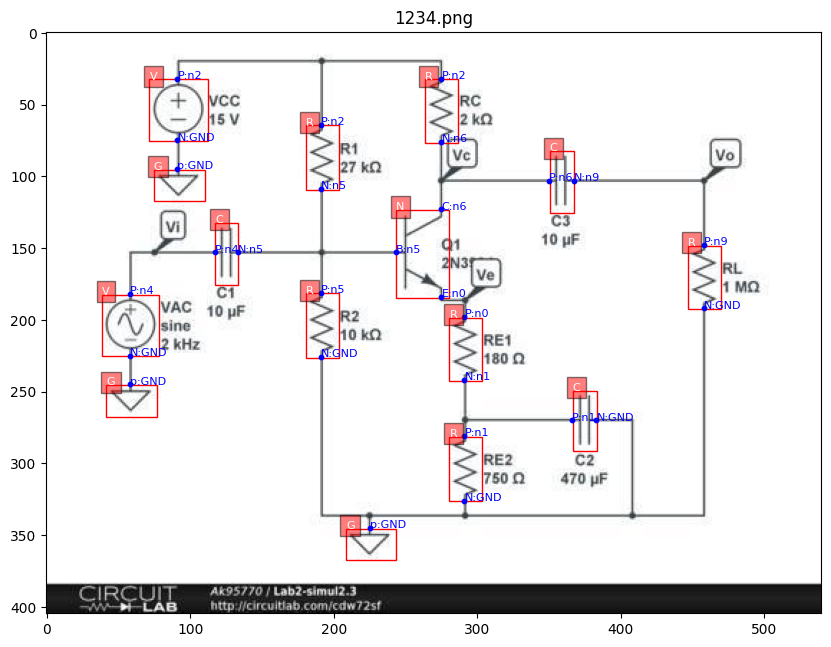 1234.png
V P:n2
VCC
15 V
N:GND
G p:GND
R P:n2
R1
27 kΩ
N:n5
R P:n2
RC
2 kΩ
N:n6
Vc
C
P:n6 N:n9
C3
10 µF
Vo
N C:n6
B:n5
Q1
E:n0
Ve
Vi
C
P:n4 N:n5
C1
10 µF
V P:n4
VAC
sine
2 kHz
N:GND
G p:GND
R P:n5
R2
10 kΩ
N:GND
R P:n0
RE1
180 Ω
N:n1
R P:n9
RL
1 MΩ
N:GND
C
P:n1 N:GND
C2
470 µF
R P:n1
RE2
750 Ω
N:GND
G p:GND
CIRCUIT LAB
Ak95770 / Lab2-simul2.3
http://circuitlab.com/cdw72sf
0
50
100
150
200
250
300
350
400
0 100 200 300 400 500